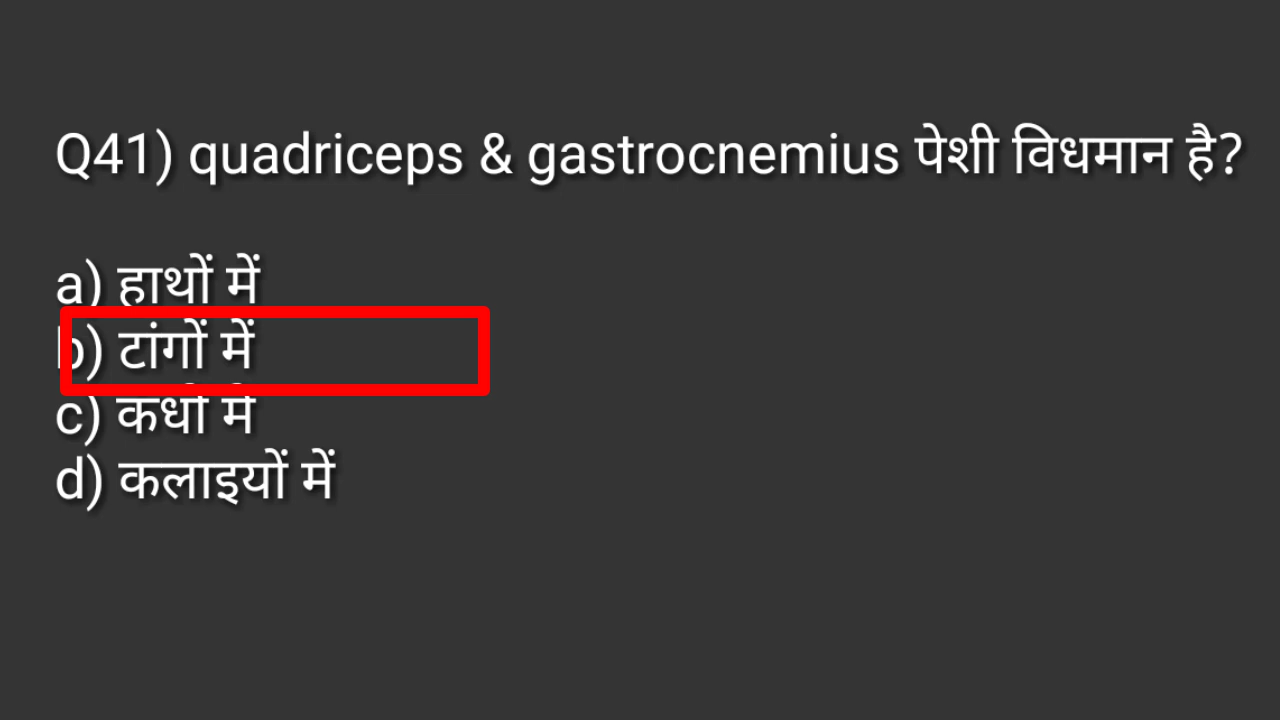 Q41) quadriceps & gastrocnemius पेशी विधमान है?
a) हाथों में
b) टांगों में
c) कंधों में
d) कलाइयों में